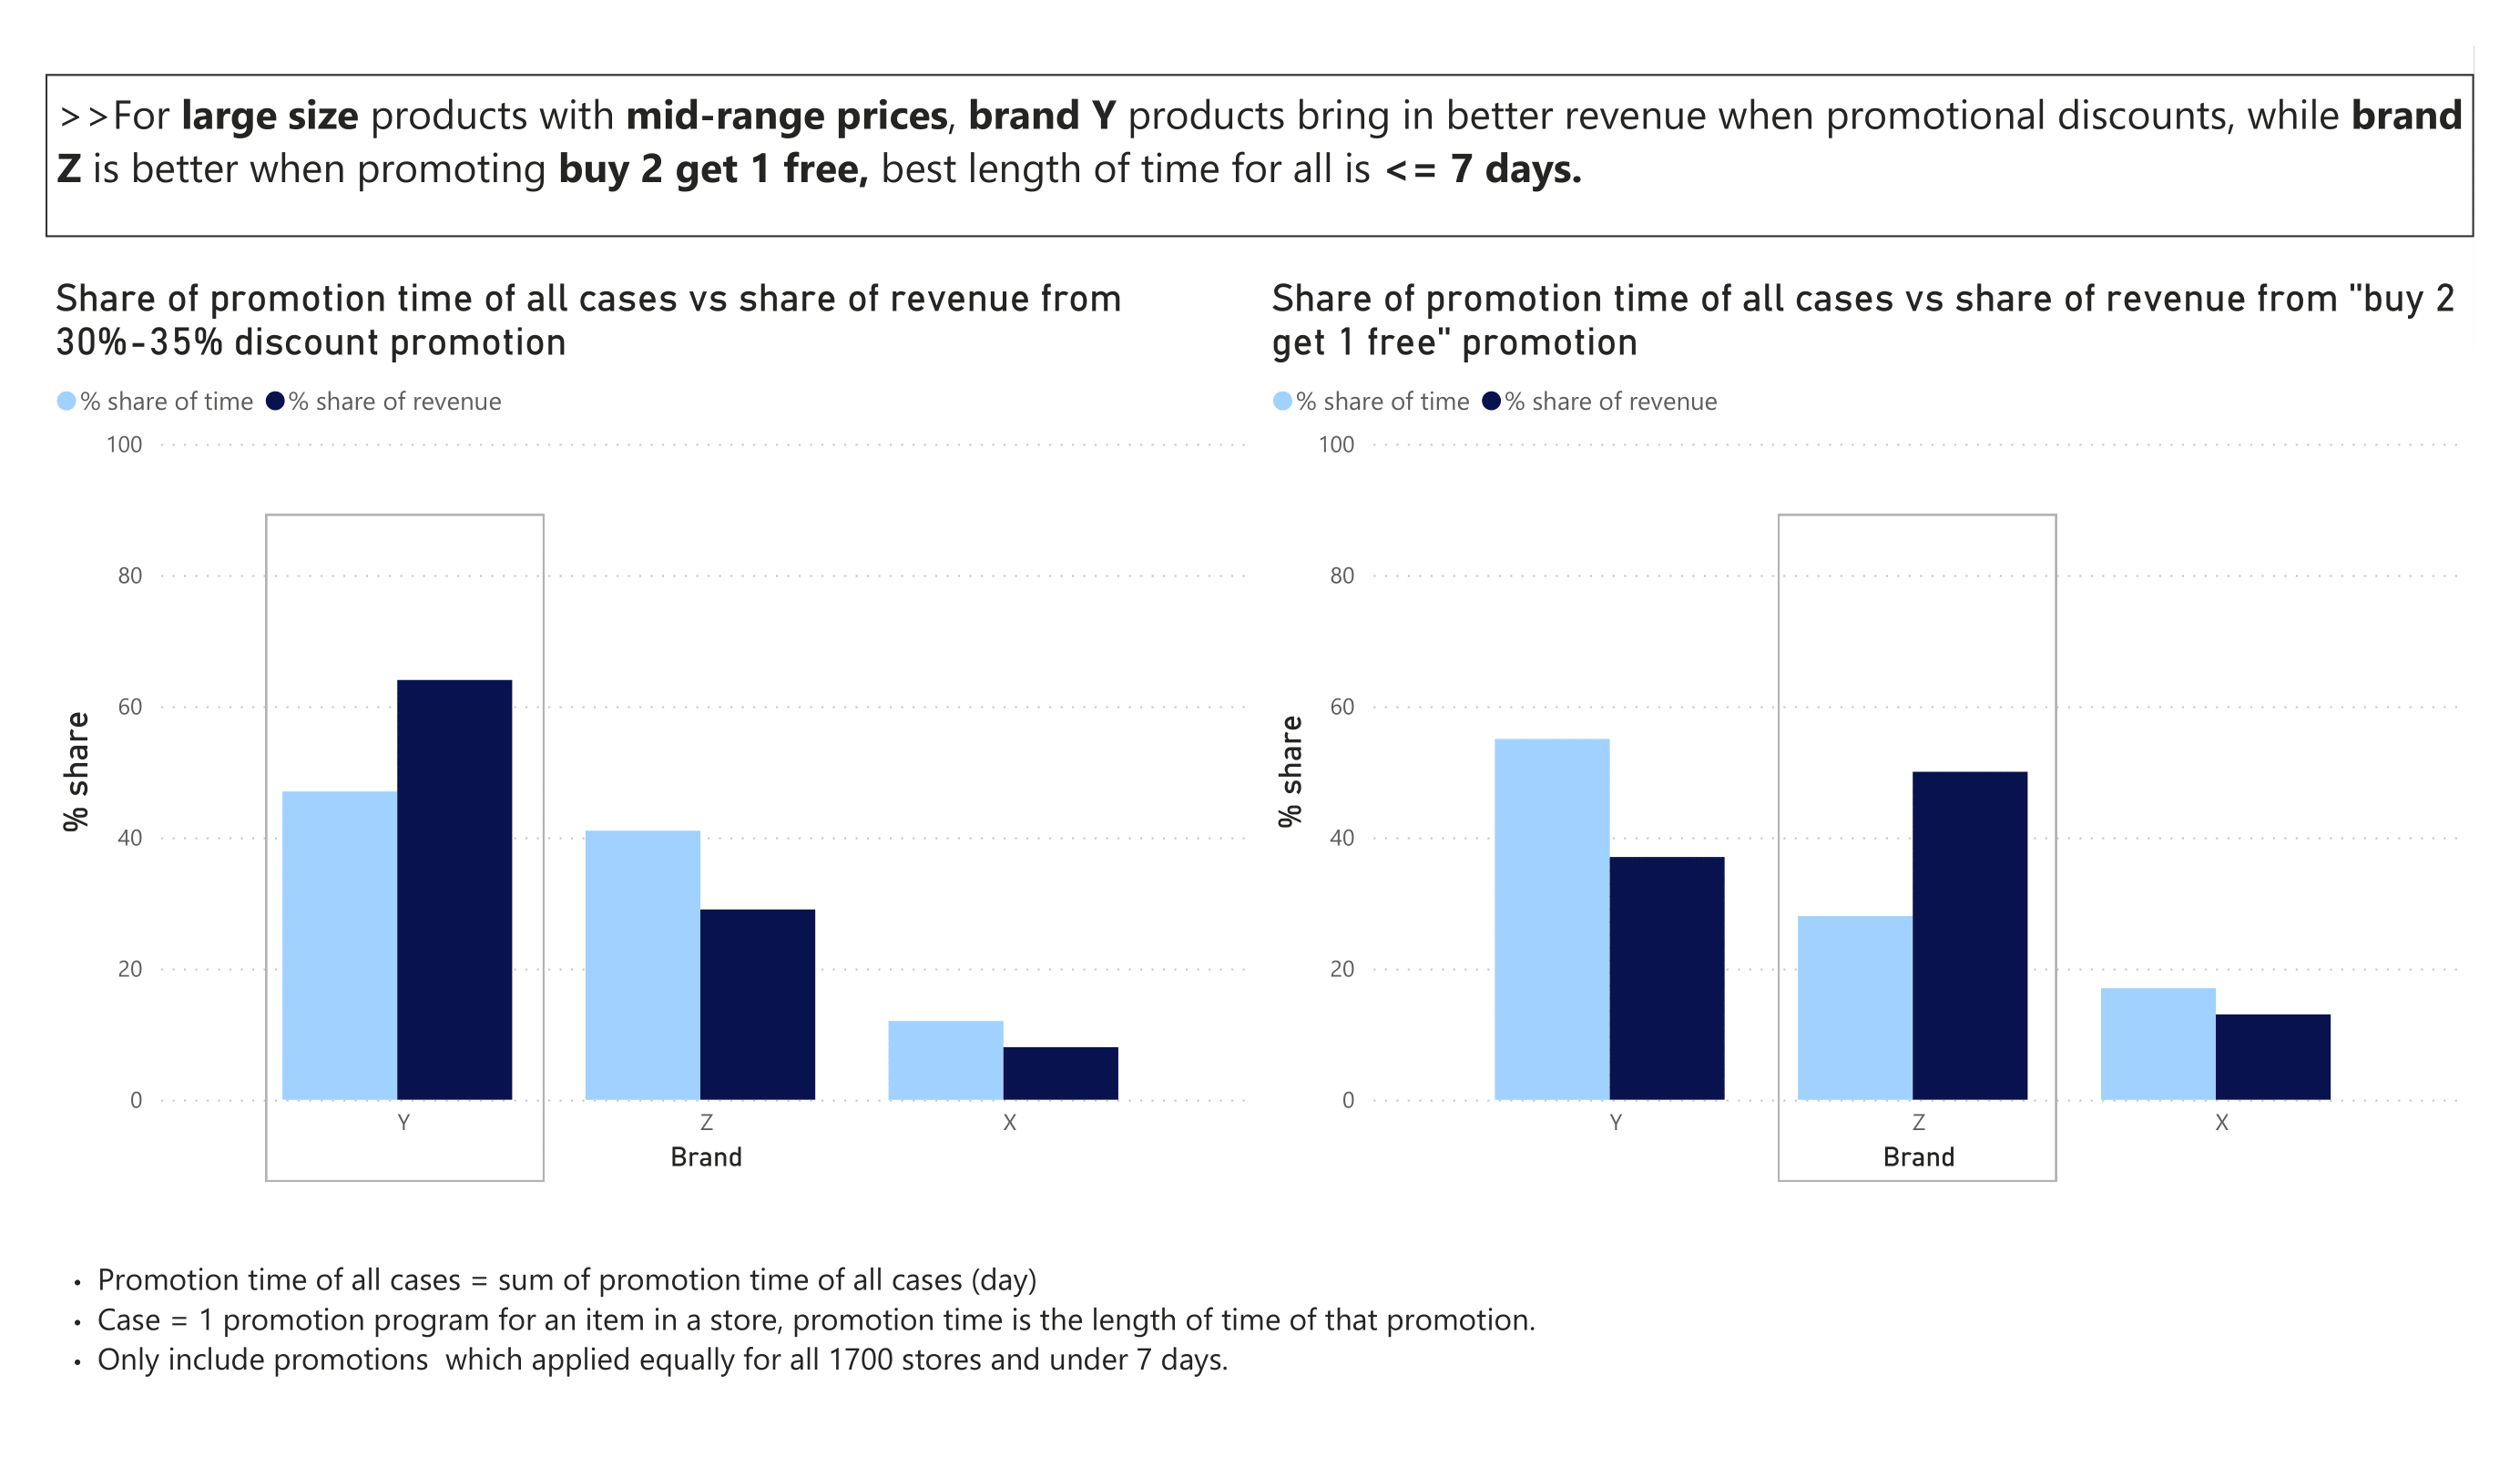 >>For large size products with mid-range prices, brand Y products bring in better revenue when promotional discounts, while brand
Z is better when promoting buy 2 get 1 free, best length of time for all is <= 7 days.
Share of promotion time of all cases vs share of revenue from
30%-35% discount promotion
% share of time % share of revenue
100
80
60
40
20
0
% share
Y Z X
Brand
Share of promotion time of all cases vs share of revenue from "buy 2
get 1 free" promotion
% share of time % share of revenue
100
80
60
40
20
0
% share
Y Z X
Brand
• Promotion time of all cases = sum of promotion time of all cases (day)
• Case = 1 promotion program for an item in a store, promotion time is the length of time of that promotion.
• Only include promotions  which applied equally for all 1700 stores and under 7 days.